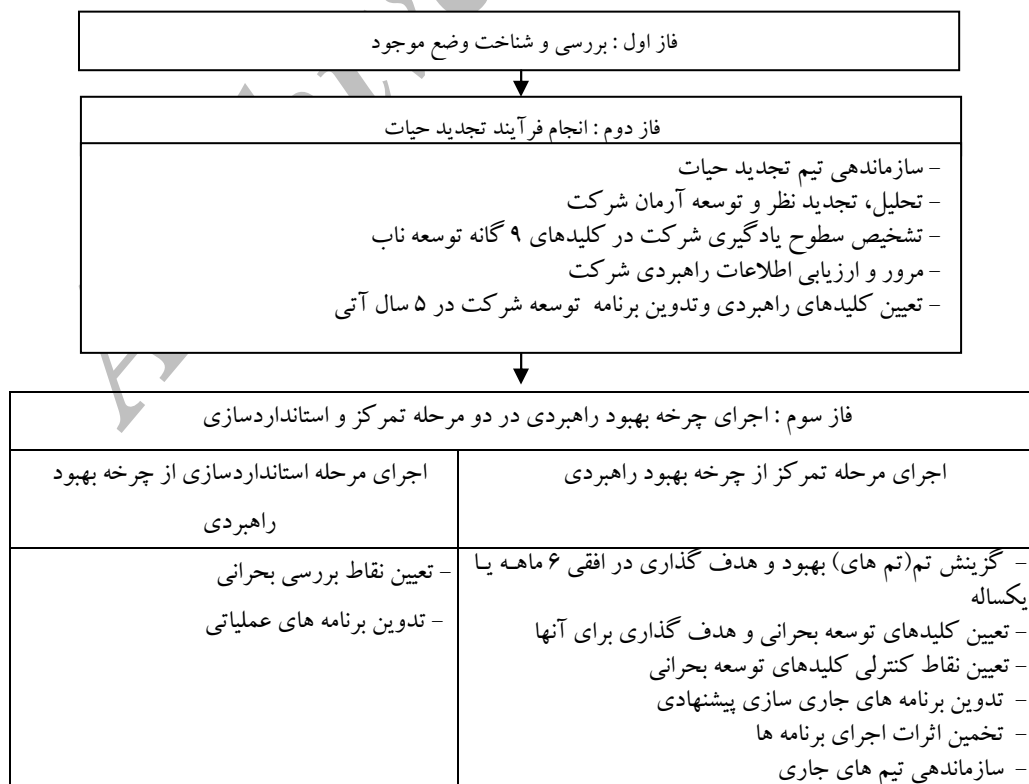 فاز اول : بررسی و شناخت وضع موجود
فاز دوم : انجام فرآیند تجدید حیات
– سازماندهی تیم تجدید حیات
– تحلیل، تجدید نظر و توسعه آرمان شرکت
– تشخیص سطوح یادگیری شرکت در کلیدهای ۹ گانه توسعه ناب
– مرور و ارزیابی اطلاعات راهبردی شرکت
– تعیین کلیدهای راهبردی وتدوین برنامه توسعه شرکت در ۵ سال آتی
فاز سوم : اجرای چرخه بهبود راهبردی در دو مرحله تمرکز و استانداردسازی
اجرای مرحله تمرکز از چرخه بهبود راهبردی
اجرای مرحله استانداردسازی از چرخه بهبود
راهبردی
– گزینش تم(تم های) بهبود و هدف گذاری در افقی ۶ ماهه یا
یکساله
– تعیین کلیدهای توسعه بحرانی و هدف گذاری برای آنها
– تعیین نقاط کنترلی کلیدهای توسعه بحرانی
– تدوین برنامه های جاری سازی پیشنهادی
– تخمین اثرات اجرای برنامه ها
– سازماندهی تیم های جاری
– تعیین نقاط بررسی بحرانی
– تدوین برنامه های عملیاتی